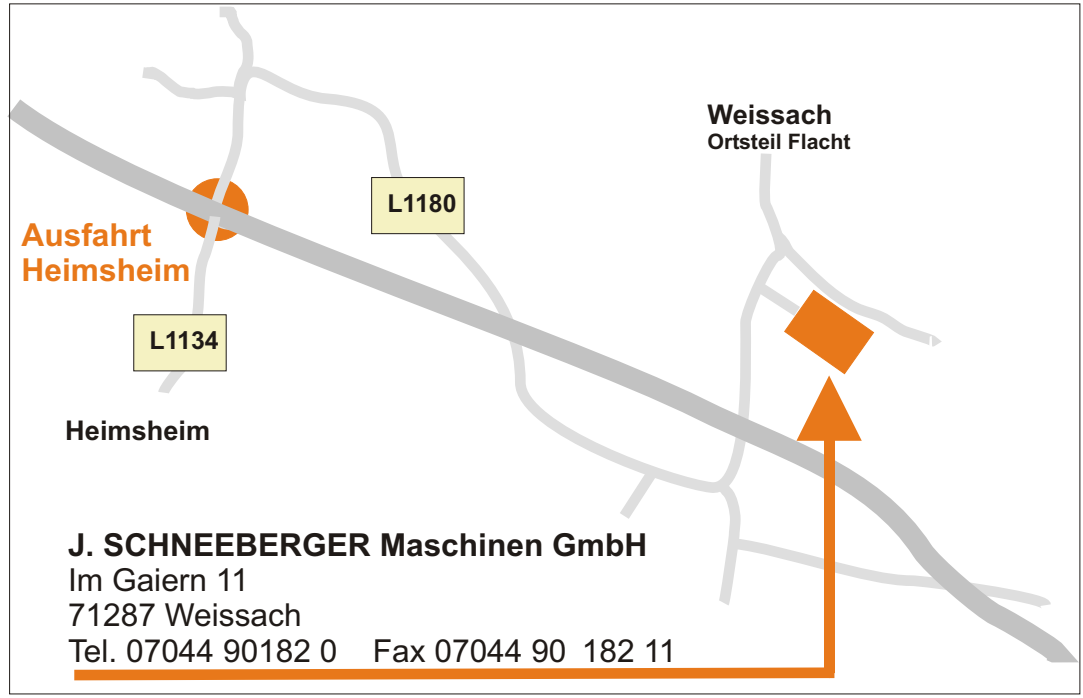 Weissach
Ortsteil Flacht
L1180
Ausfahrt
Heimsheim
L1134
Heimsheim
J. SCHNEEBERGER Maschinen GmbH
Im Gaiern 11
71287 Weissach
Tel. 07044 90182 0 Fax 07044 90 182 11